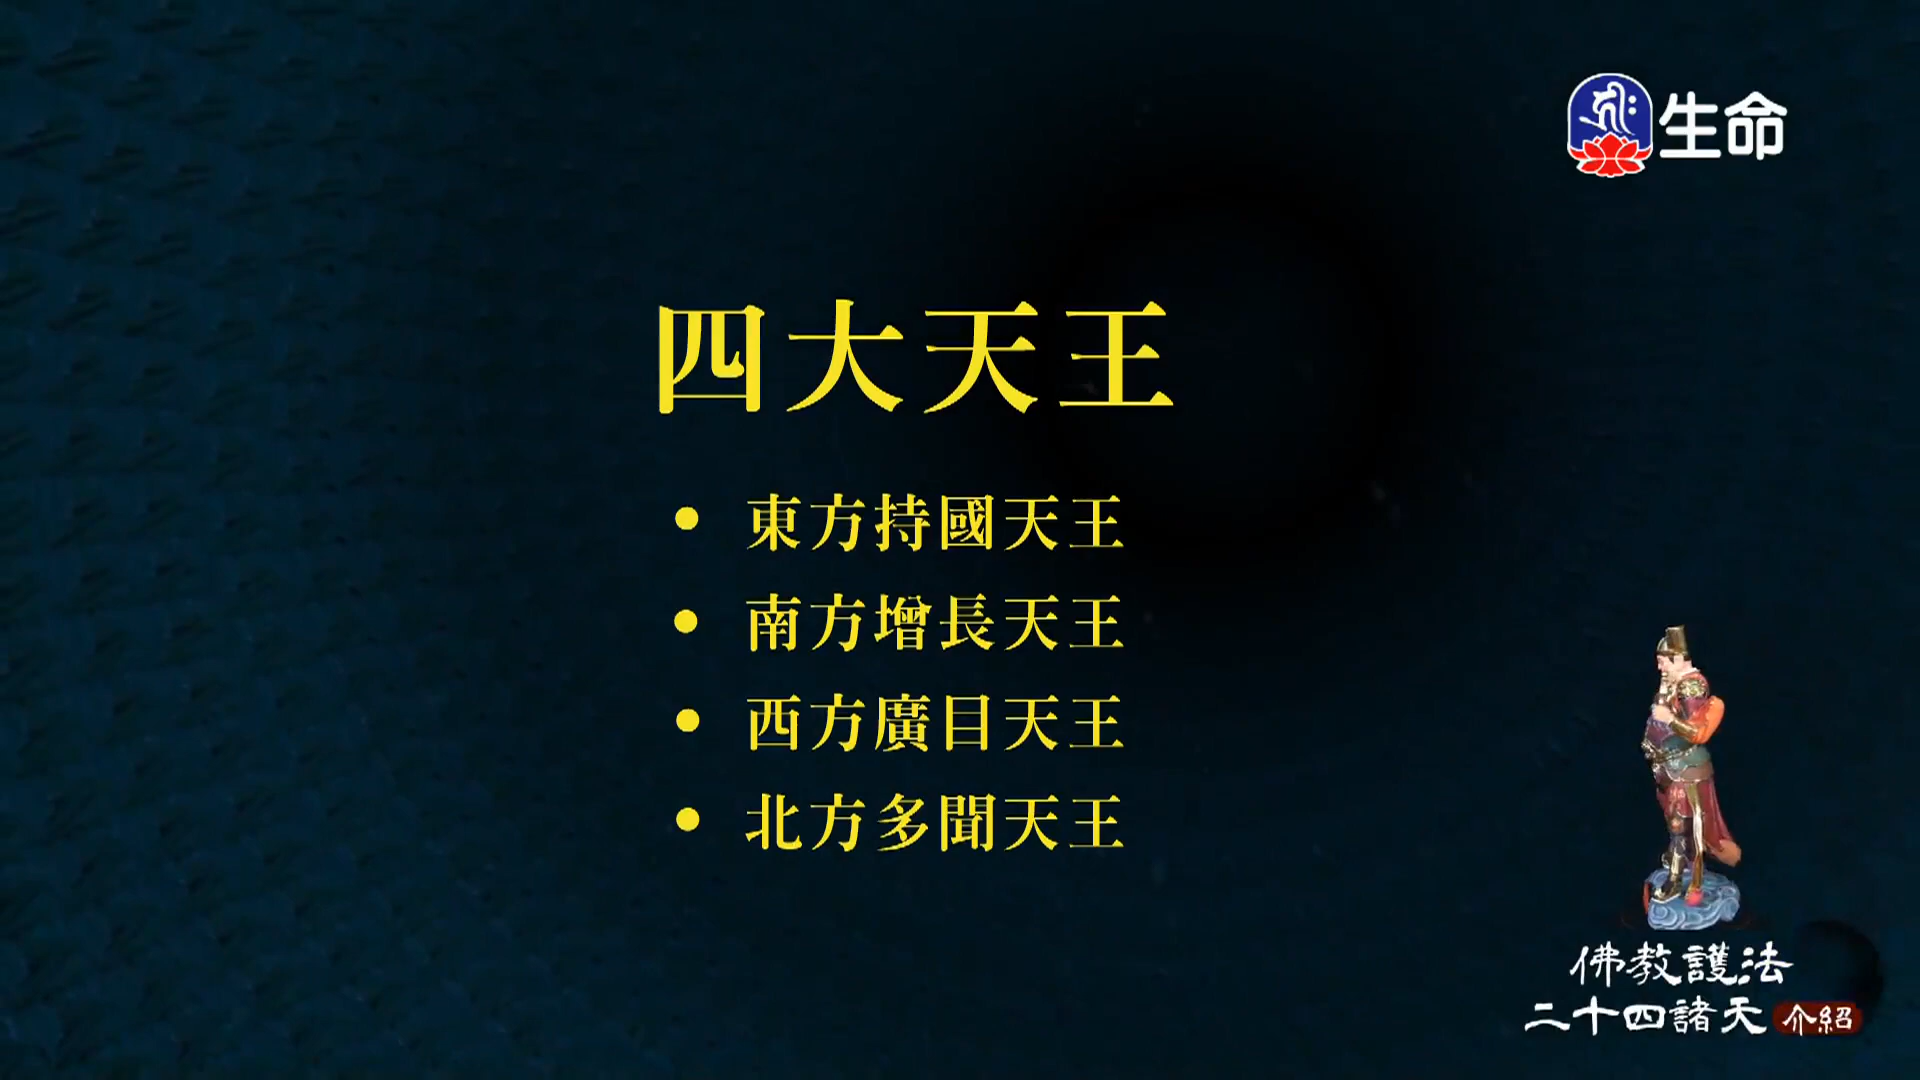 生命
四大天王
• 東方持國天王
• 南方增長天王
• 西方廣目天王
• 北方多聞天王
佛教護法
二十四諸天 介紹